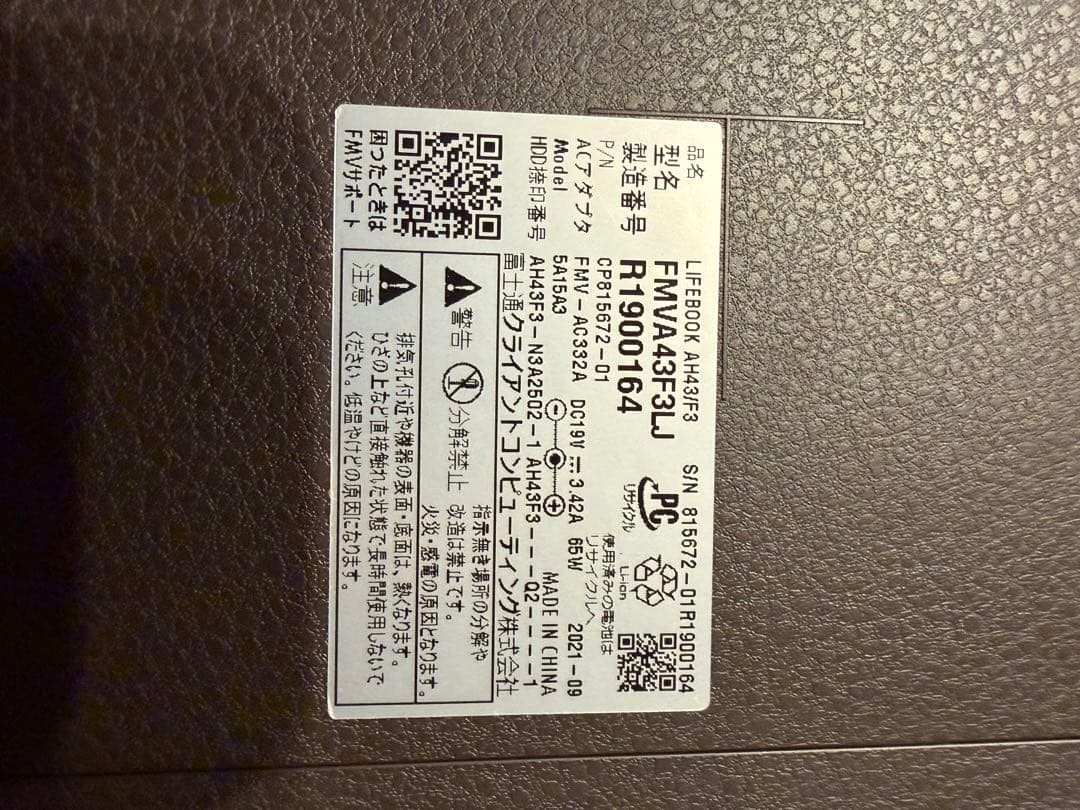 品名 LIFEBOOK AH43/F3 S/N 815672-01R1900164
型名 FMVA43F3LJ
製造番号 R1900164
PC リサイクル
Li-ion
使用済みの電池は
リサイクルへ
P/N CP815672-01
ACアダプタ FMV-AC332A DC19V 3.42A 65W 2021-09
Model 5A15A3 MADE IN CHINA
HDD捺印番号 AH43F3-N3A2502-1 AH43F3---Q2----1
富士通クライアントコンピューティング株式会社
困ったときは
FMVサポート
警告 分解禁止
指示無き場所の分解や
改造は禁止です。
火災・感電の原因となります。
注意
排気孔付近や機器の表面・底面は、熱くなります。
ひざの上など直接触れた状態で長時間使用しないで
ください。低温やけどの原因になります。